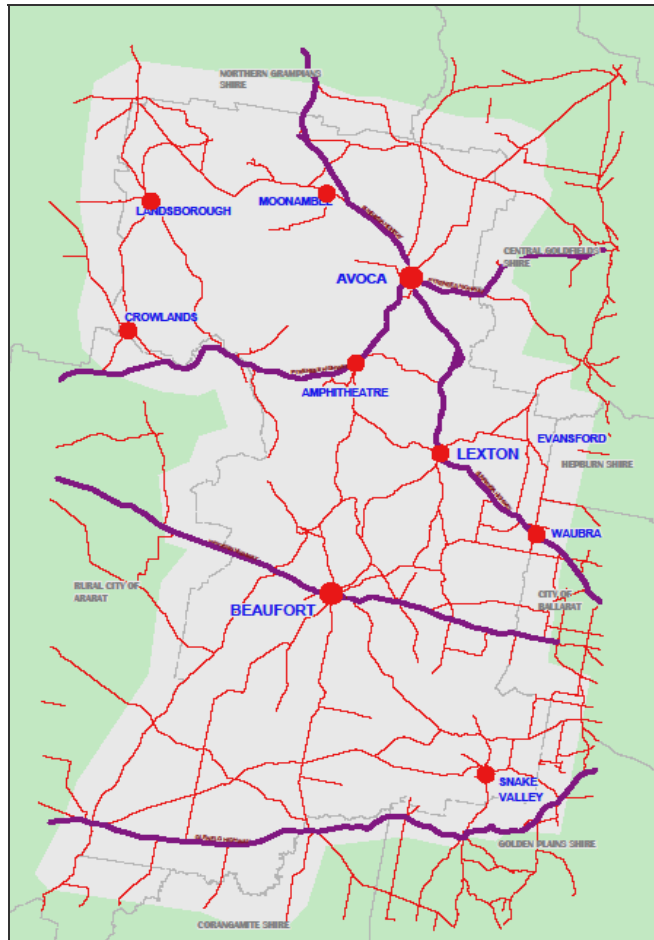 NORTHERN GRAMPIANS
SHIRE
MOONAMBEL
LANDSBOROUGH
CENTRAL GOLDFIELDS
SHIRE
AVOCA
CROWLANDS
AMPHITHEATRE
EVANSFORD
LEXTON
HEPBURN SHIRE
WAUBRA
RURAL CITY OF
ARARAT
CITY OF
BALLARAT
BEAUFORT
SNAKE
VALLEY
GOLDEN PLAINS SHIRE
CORANGAMITE SHIRE